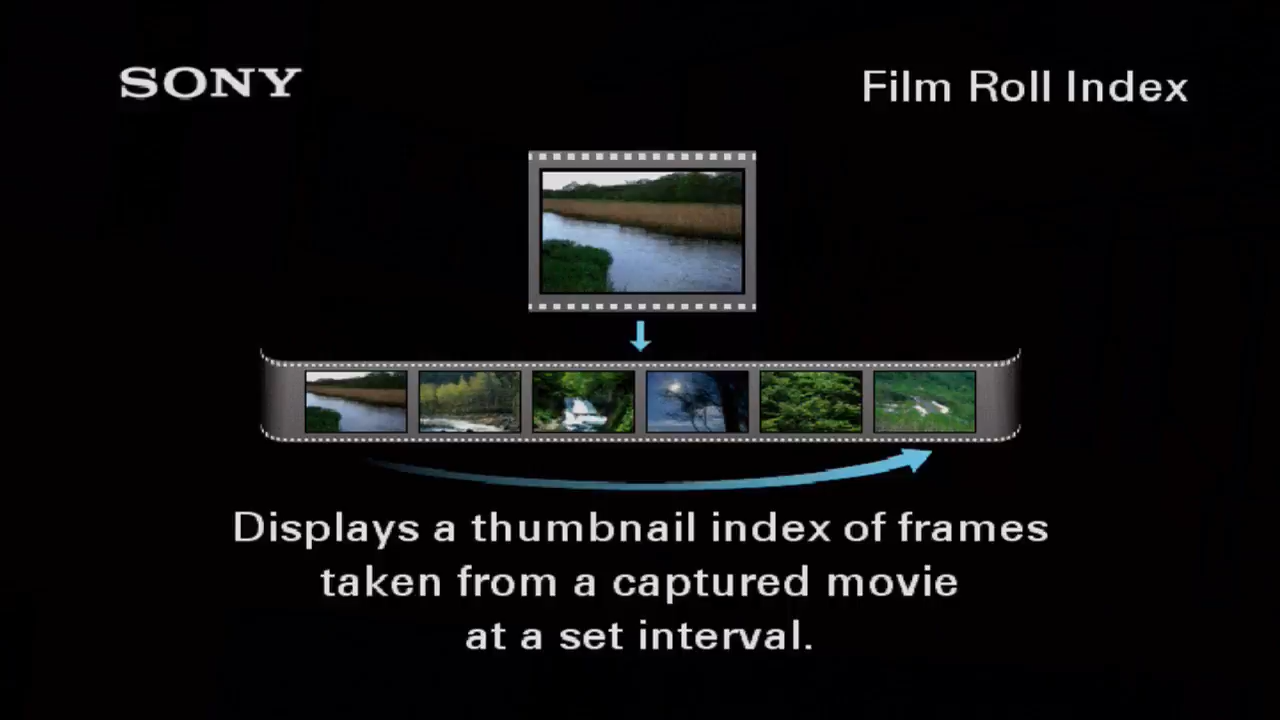 SONY
Film Roll Index
Displays a thumbnail index of frames
taken from a captured movie
at a set interval.